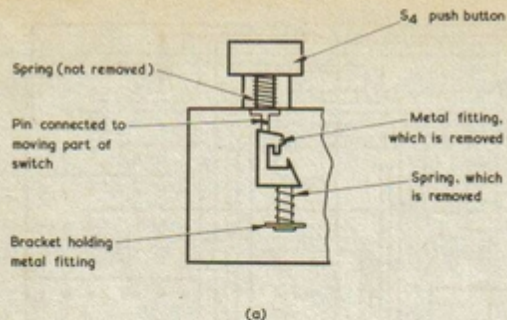 S4 push button
Spring (not removed)
Pin connected to
moving part of
switch
Metal fitting,
which is removed
Spring, which
is removed
Bracket holding
metal fitting
(a)